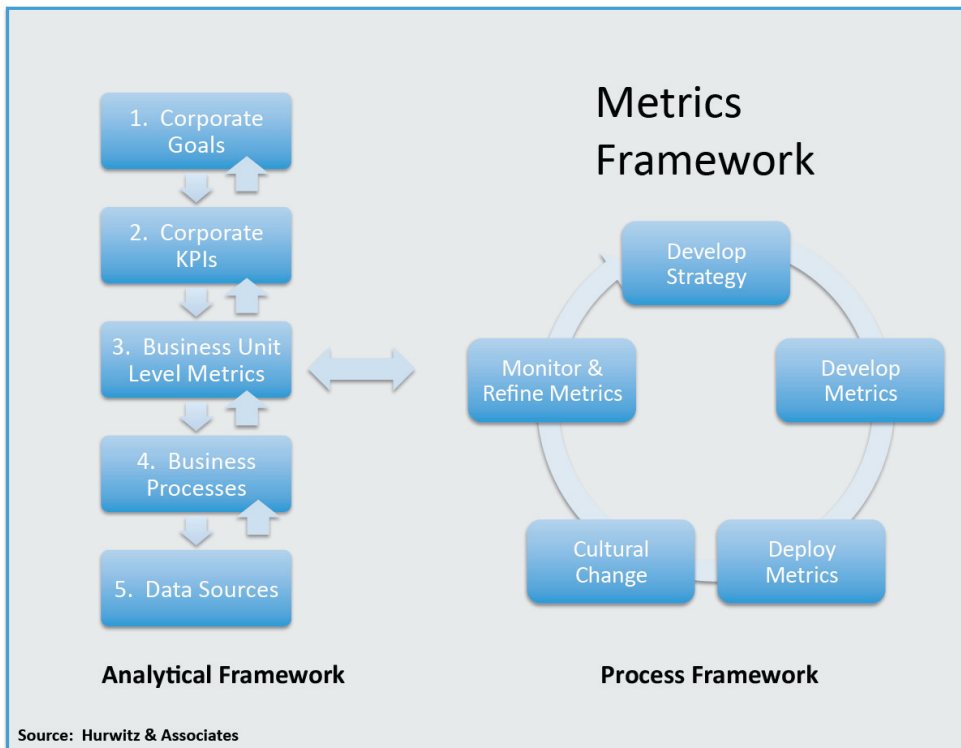 Metrics
Framework
1. Corporate
Goals
2. Corporate
KPIs
3. Business Unit
Level Metrics
4. Business
Processes
5. Data Sources
Analytical Framework
Develop
Strategy
Develop
Metrics
Deploy
Metrics
Cultural
Change
Monitor &
Refine Metrics
Process Framework
Source: Hurwitz & Associates